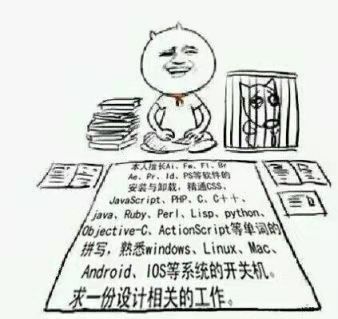 本人擅长Ai、Fw、Fl、Br
Ae、Pr、Id、PS等软件的
安装与卸载，精通CSS、
JavaScript、PHP、C、C++、
java、Ruby、Perl、Lisp、python、
Objective-C、ActionScript等单词的
拼写，熟悉windows、Linux、Mac、
Android、IOS等系统的开关机。
求一份设计相关的工作。